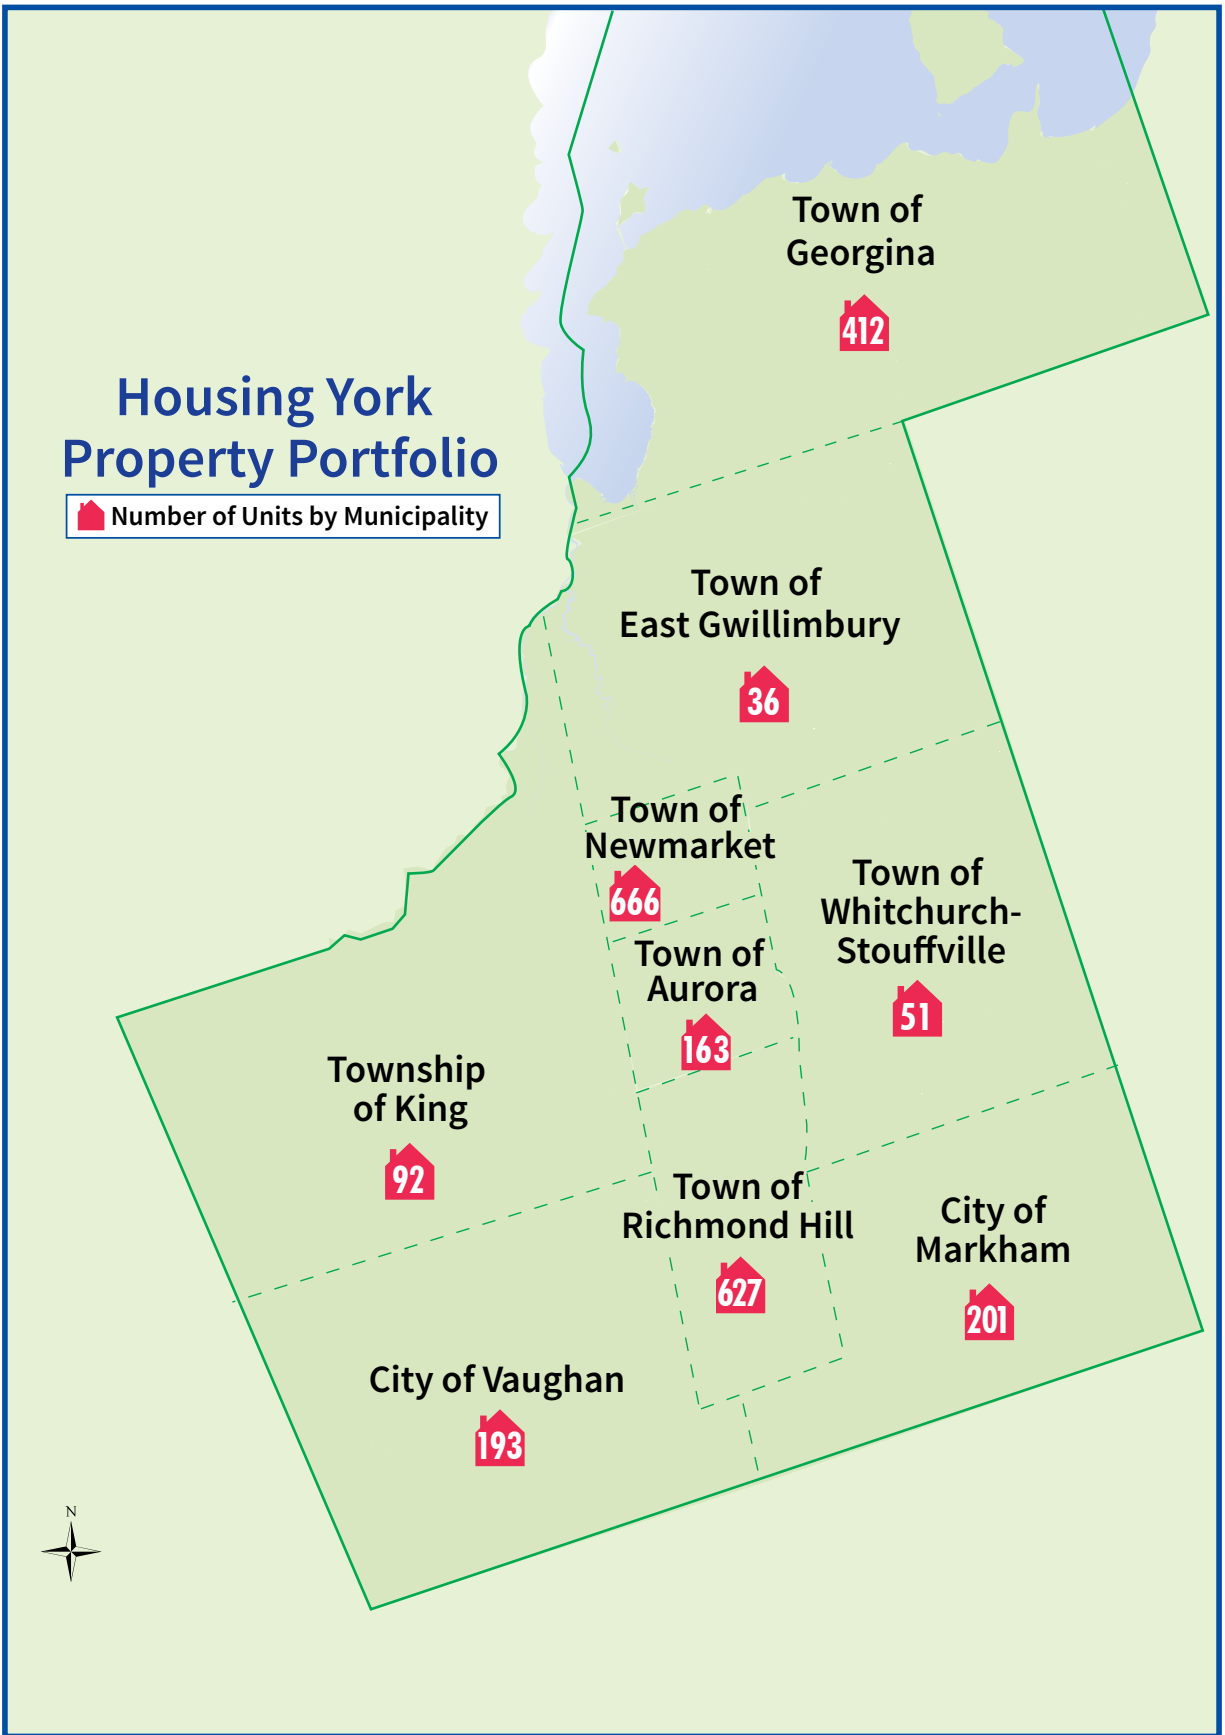 Town of
Georgina
412
Housing York
Property Portfolio
Number of Units by Municipality
Town of
East Gwillimbury
36
Town of
Newmarket
666
Town of
Whitchurch-
Stouffville
51
Town of
Aurora
163
Township
of King
92
Town of
Richmond Hill
627
City of
Markham
201
City of Vaughan
193
N